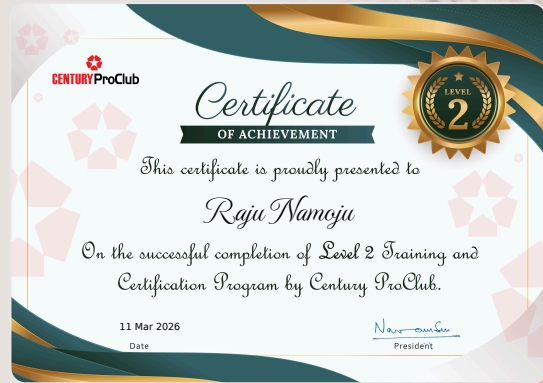 CENTURY ProClub
Certificate
OF ACHIEVEMENT
LEVEL
2
This certificate is proudly presented to
Raju Namoju
On the successful completion of Level 2 Training and
Certification Program by Century ProClub.
11 Mar 2026
Date
President